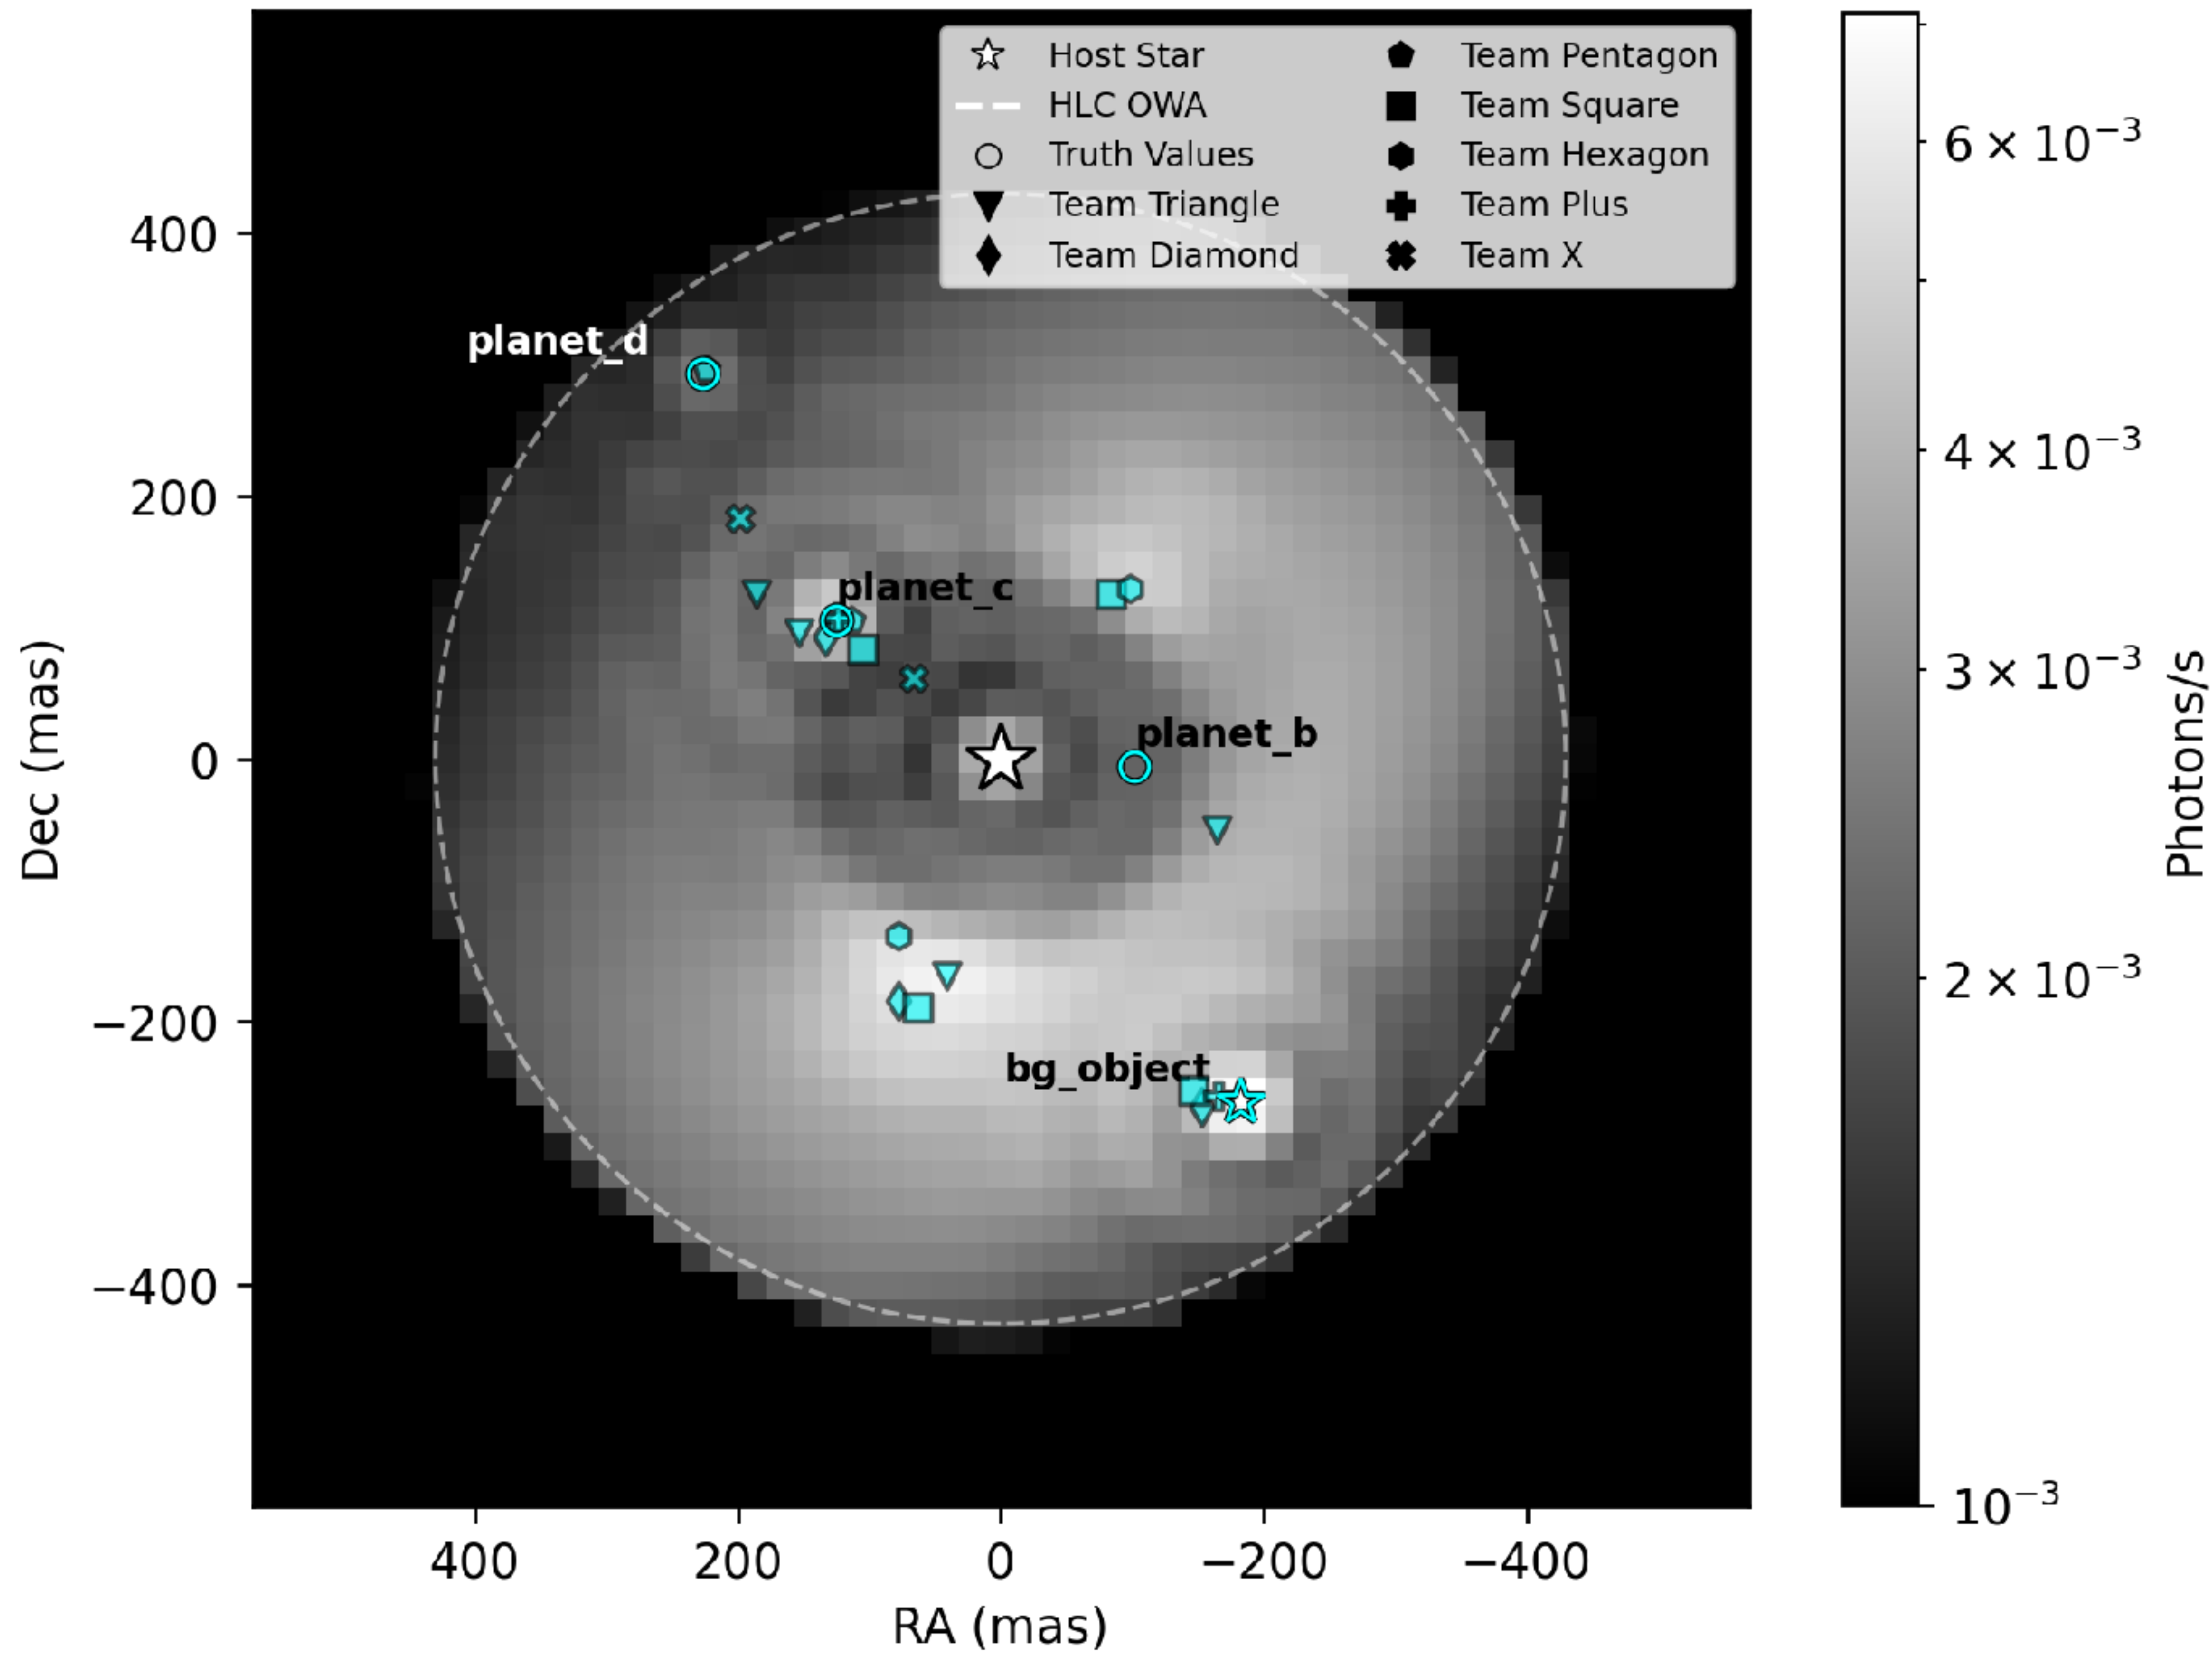 Host Star
HLC OWA
Truth Values
Team Triangle
Team Diamond
Team Pentagon
Team Square
Team Hexagon
Team Plus
Team X
planet_d
planet_c
planet_b
bg_object
400
200
0
−200
−400
Dec (mas)
400
200
0
−200
−400
RA (mas)
6 × 10⁻³
4 × 10⁻³
3 × 10⁻³
2 × 10⁻³
10⁻³
Photons/s